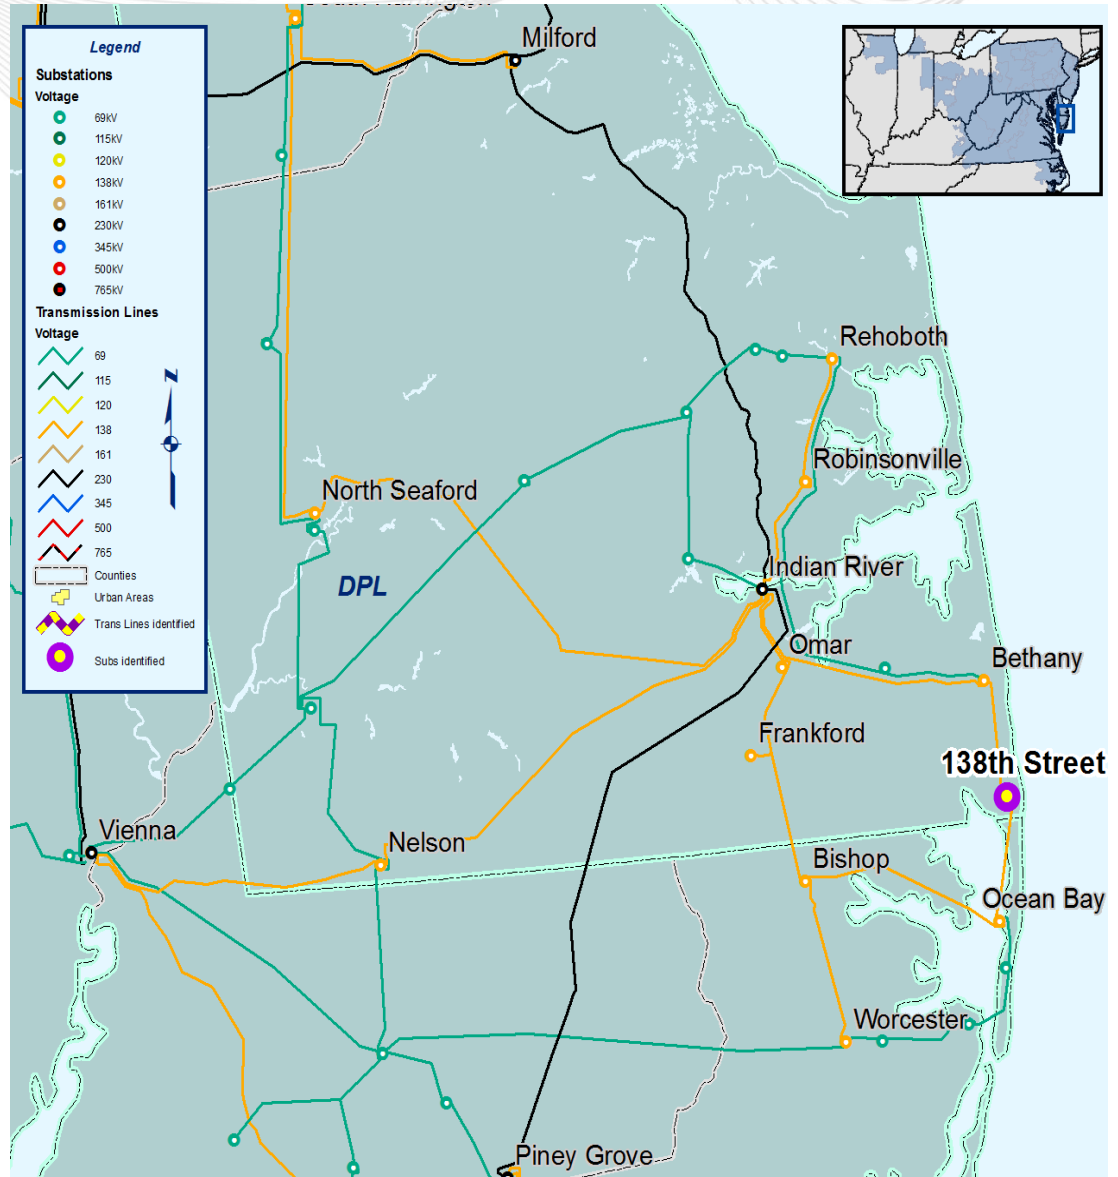 South Harrington
Milford
Legend
Substations
Voltage
69kV
115kV
120kV
138kV
161kV
230kV
345kV
500kV
765kV
Transmission Lines
Voltage
69
115
120
138
161
230
345
500
765
Counties
Urban Areas
Trans Lines identified
Subs identified
Z
Rehoboth
Robinsonville
North Seaford
DPL
Indian River
Omar
Bethany
Frankford
138th Street
Vienna
Nelson
Bishop
Ocean Bay
Worcester
Piney Grove